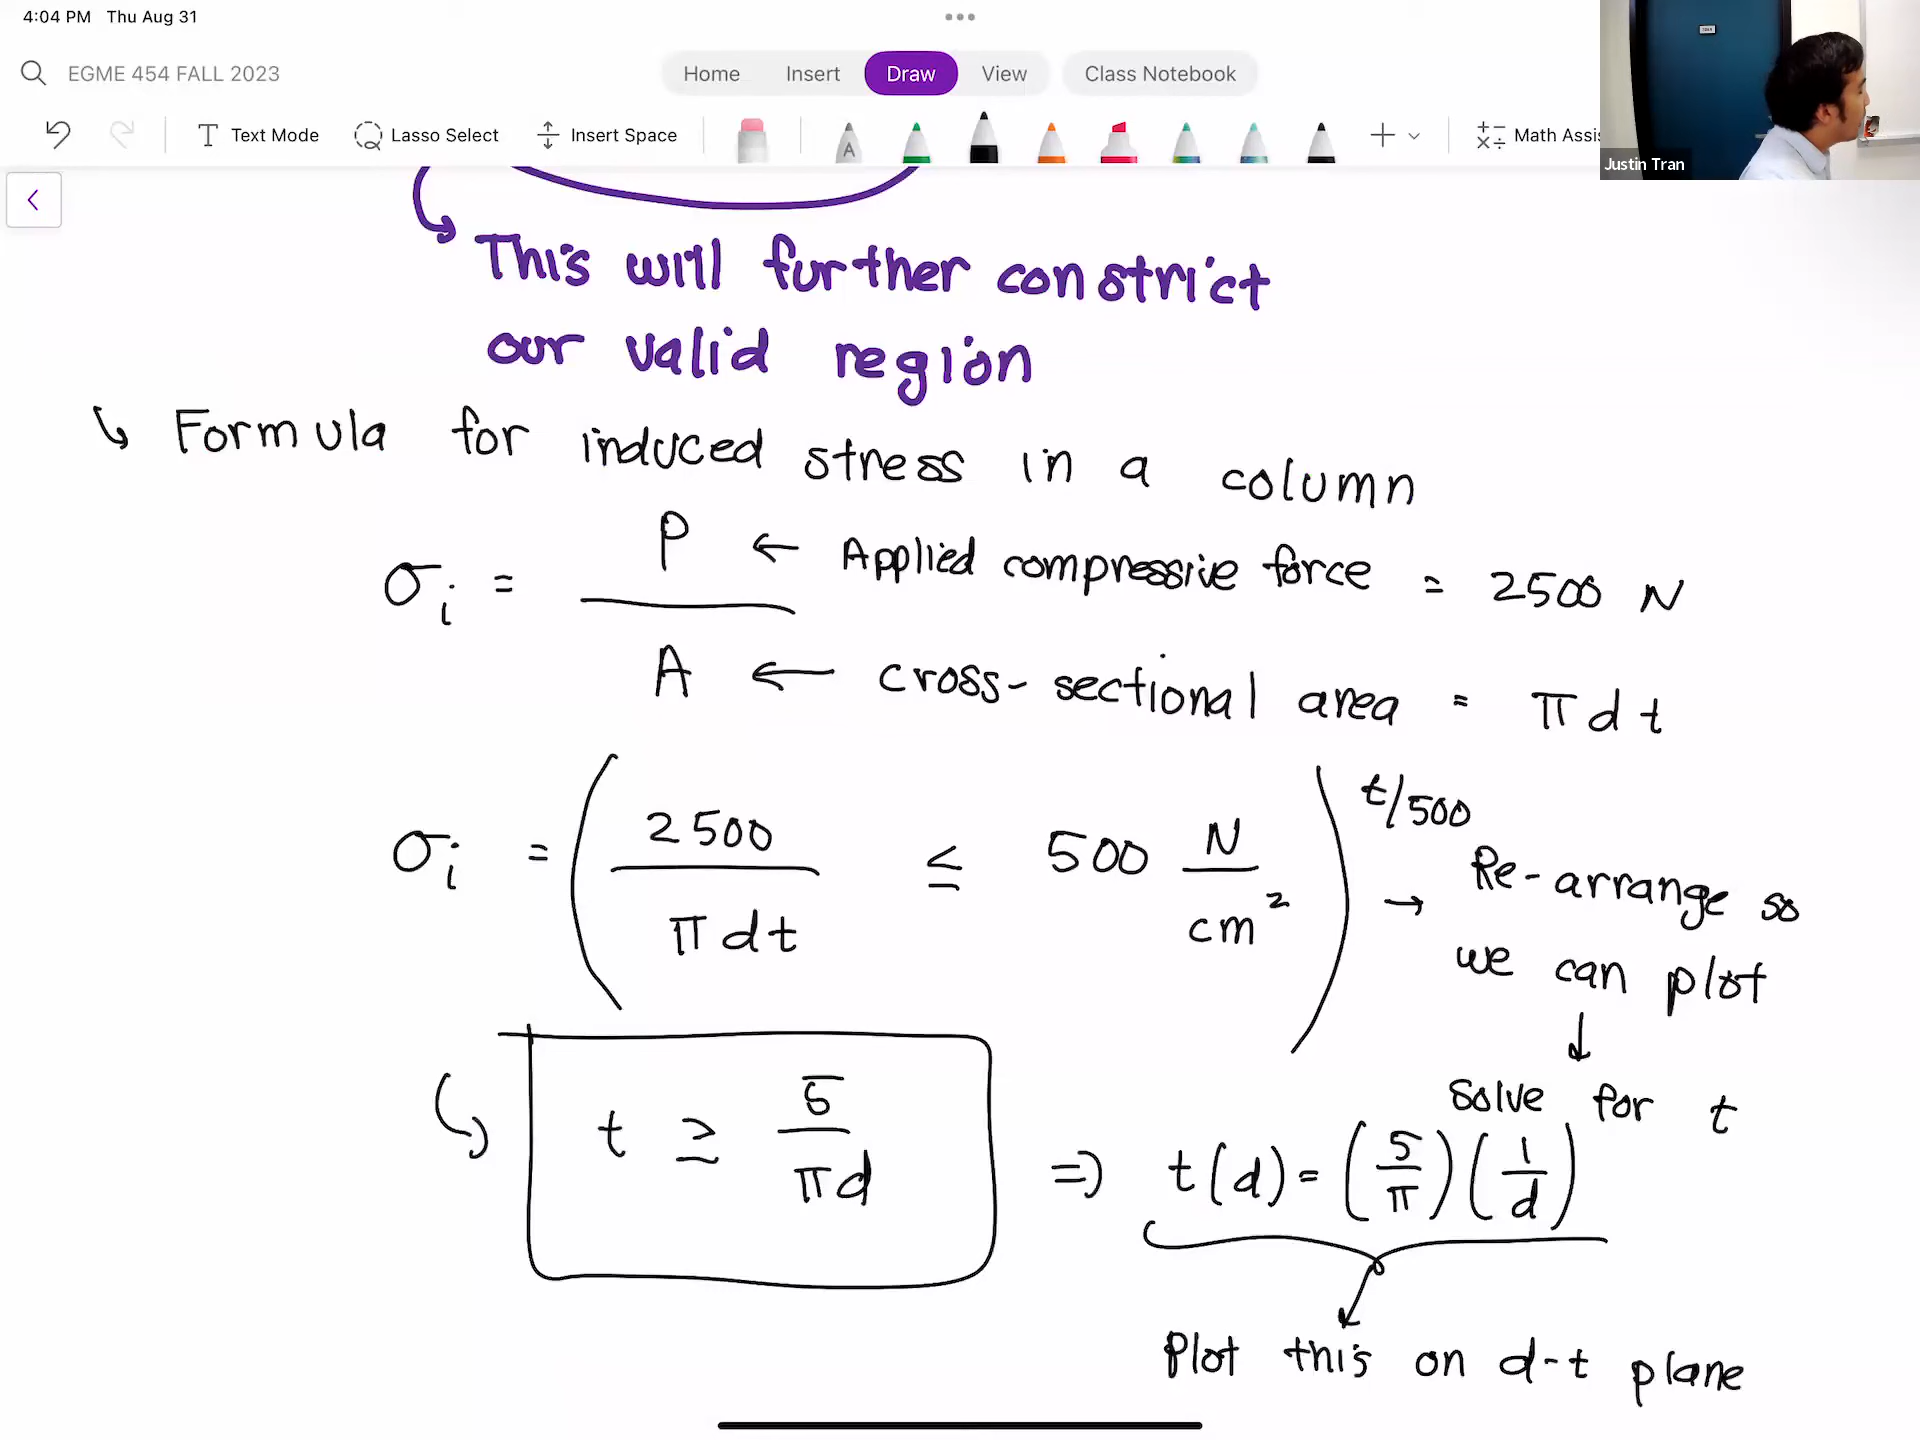 4:04 PM Thu Aug 31
EGME 454 FALL 2023
Home Insert Draw View Class Notebook
Text Mode Lasso Select Insert Space A Math Assis
Justin Tran
This will further constrict
our valid region
↳ Formula for induced stress in a column
σi = P ← Applied compressive force = 2500 N
A ← cross-sectional area = π d t
σi = ( 2500 / π d t ≤ 500 N / cm² ) t/500
→ Re-arrange so
we can plot
↓
solve for t
↳ t ≥ 5 / πd ⇒ t(d) = (5/π)(1/d)
Plot this on d-t plane